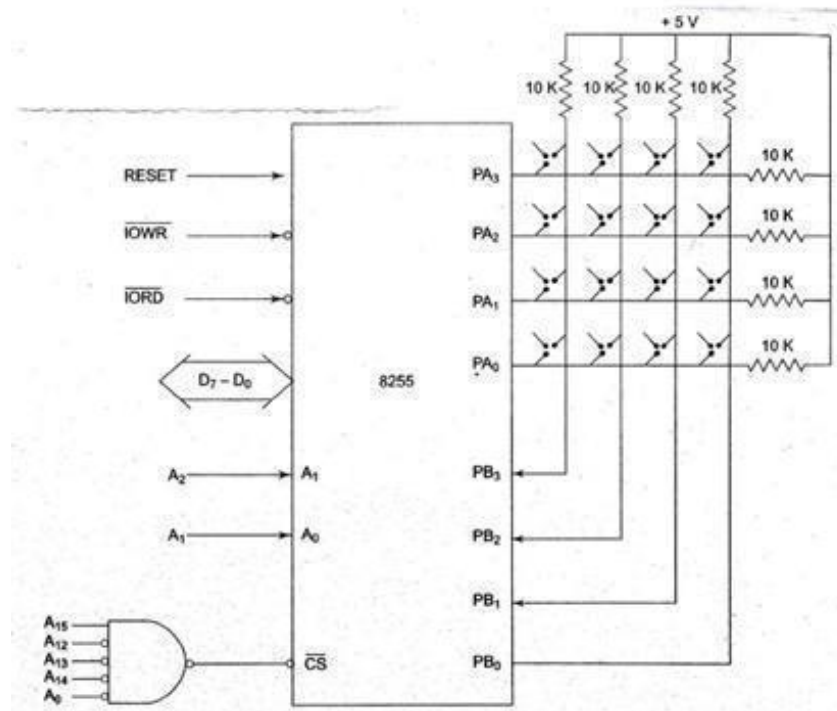 + 5 V
10 K 10 K 10 K 10 K
RESET
PA₃
10 K
IOWR
PA₂
10 K
IORD
PA₁
10 K
PA₀
10 K
D₇ – D₀
8255
A₂
A₁
PB₃
A₁
A₀
PB₂
PB₁
A₁₅
A₁₂
A₁₃
A₁₄
A₀
CS
PB₀